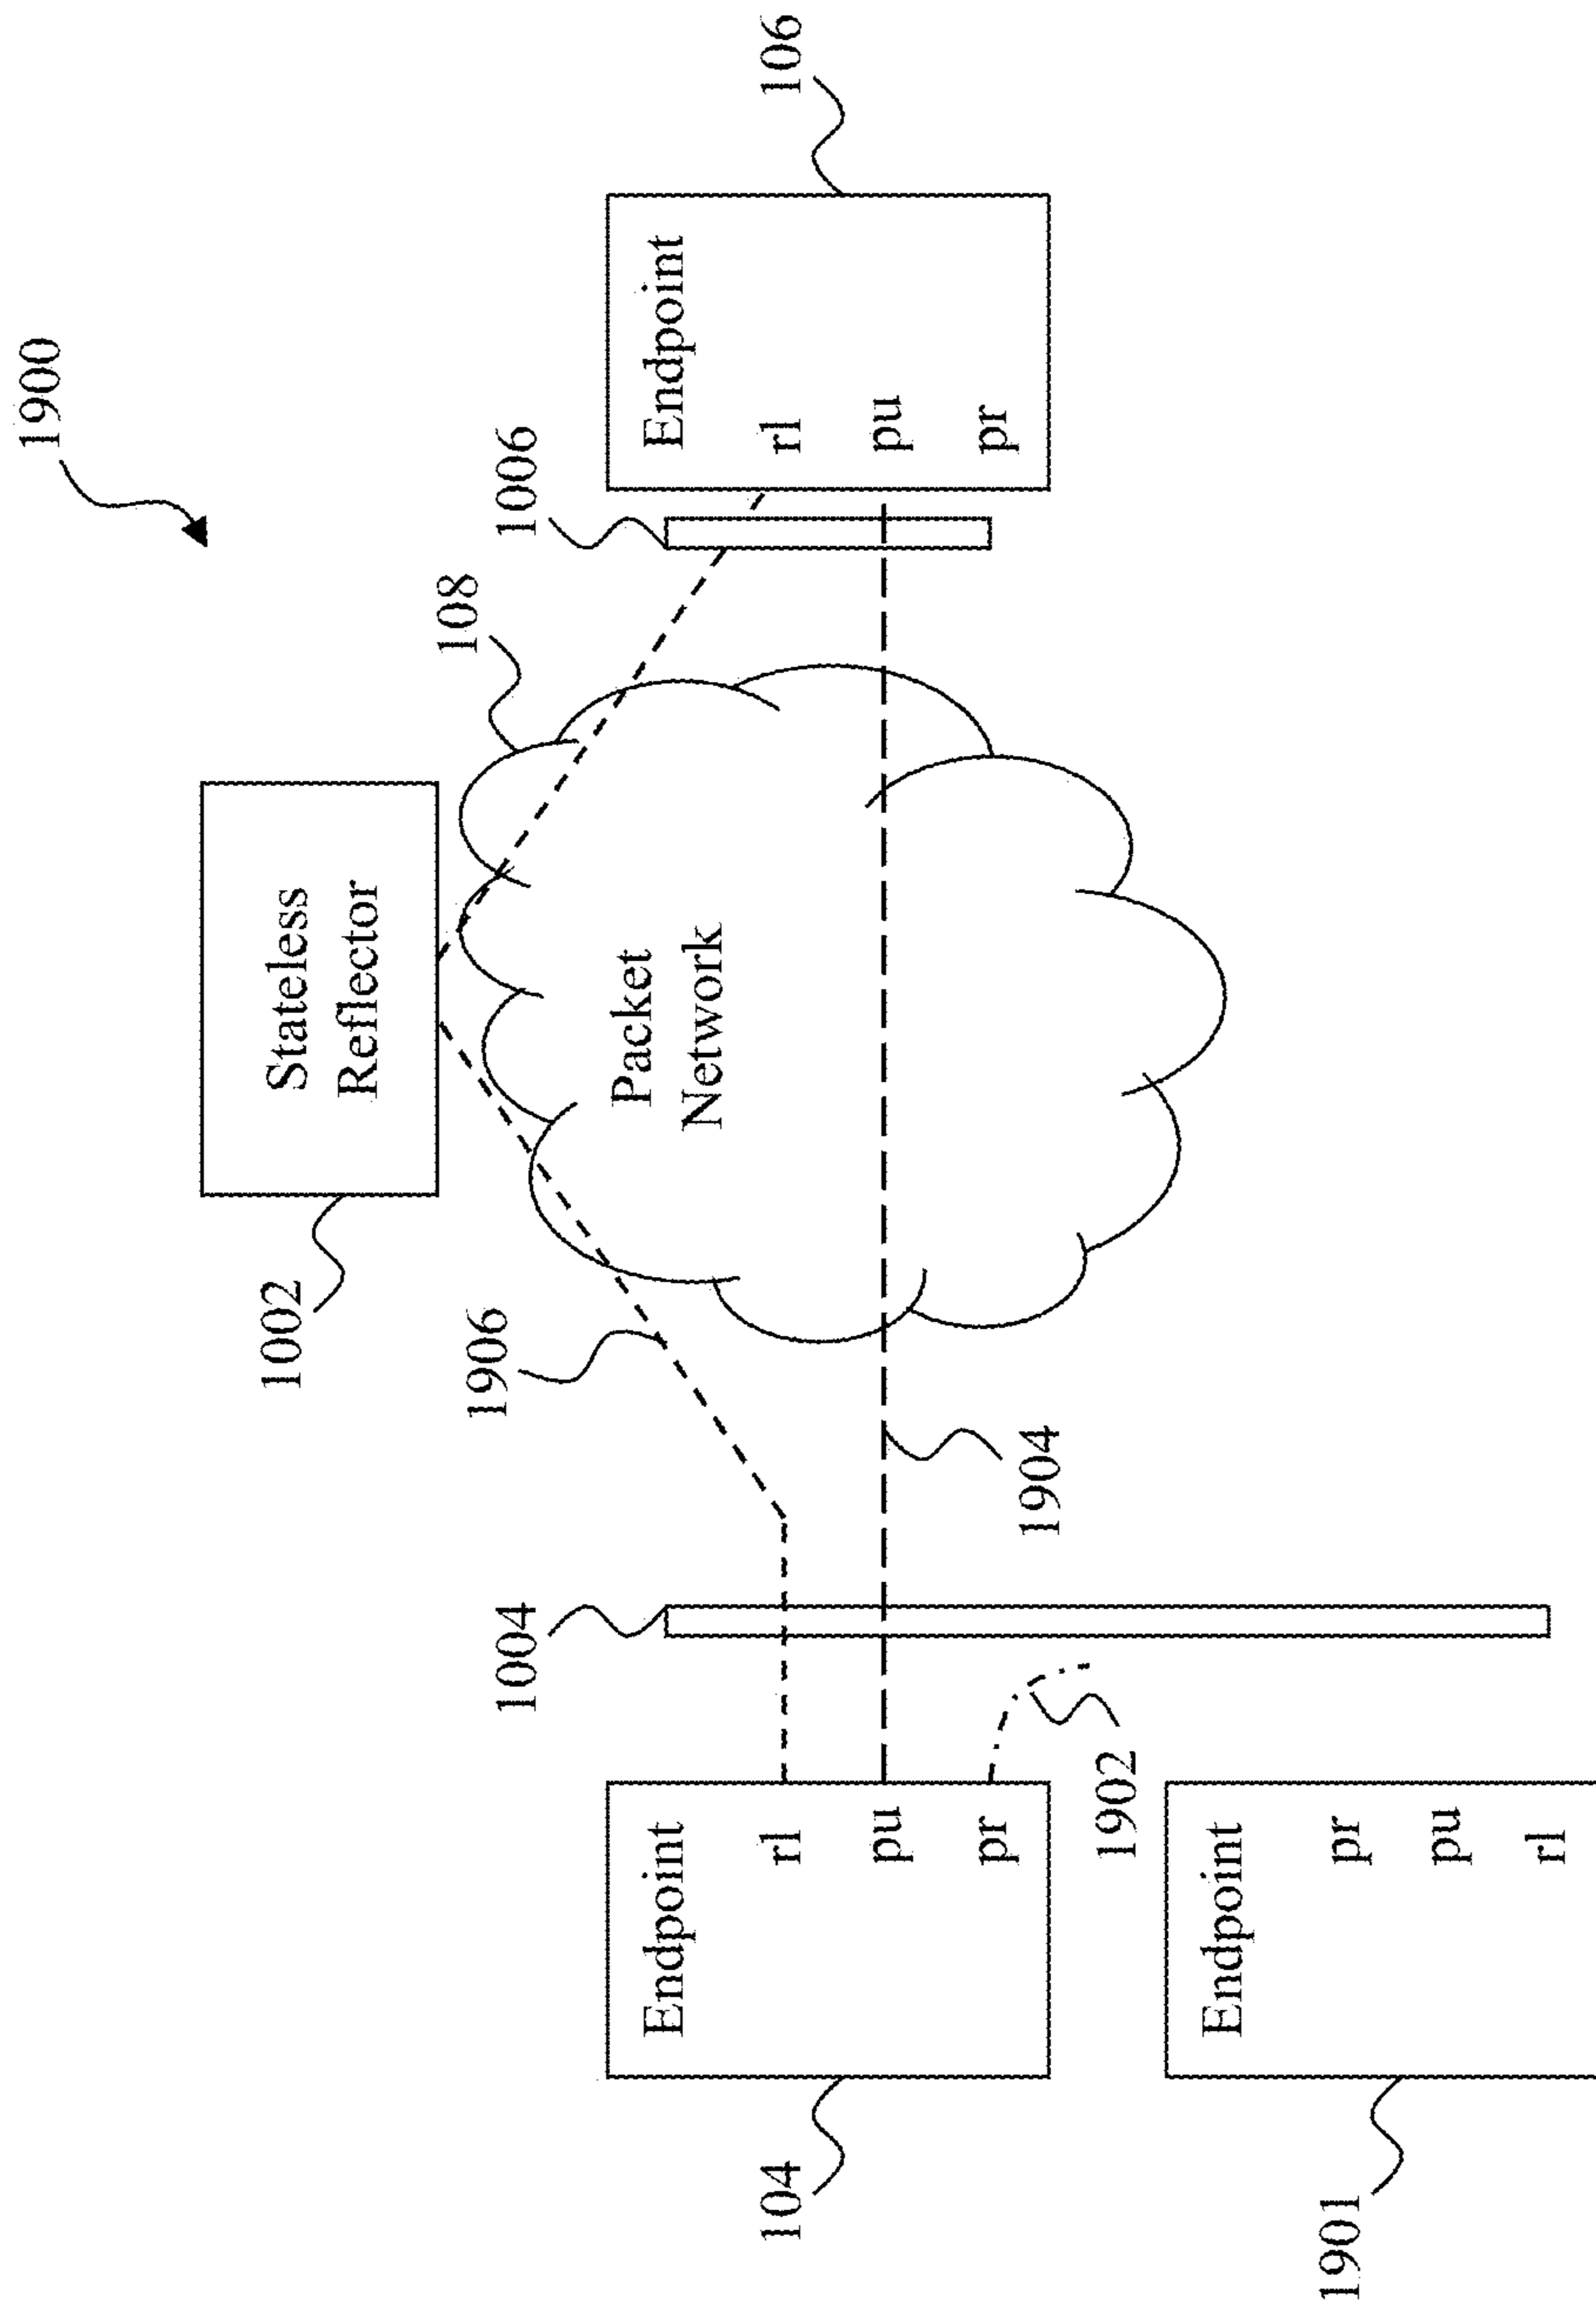 1900
Stateless
Reflector
1002
108
1906
1004
1006
Packet
Network
Endpoint
rl
pu
pr
104
Endpoint
rl
pu
pr
106
1904
1902
Endpoint
pr
pu
rl
1901